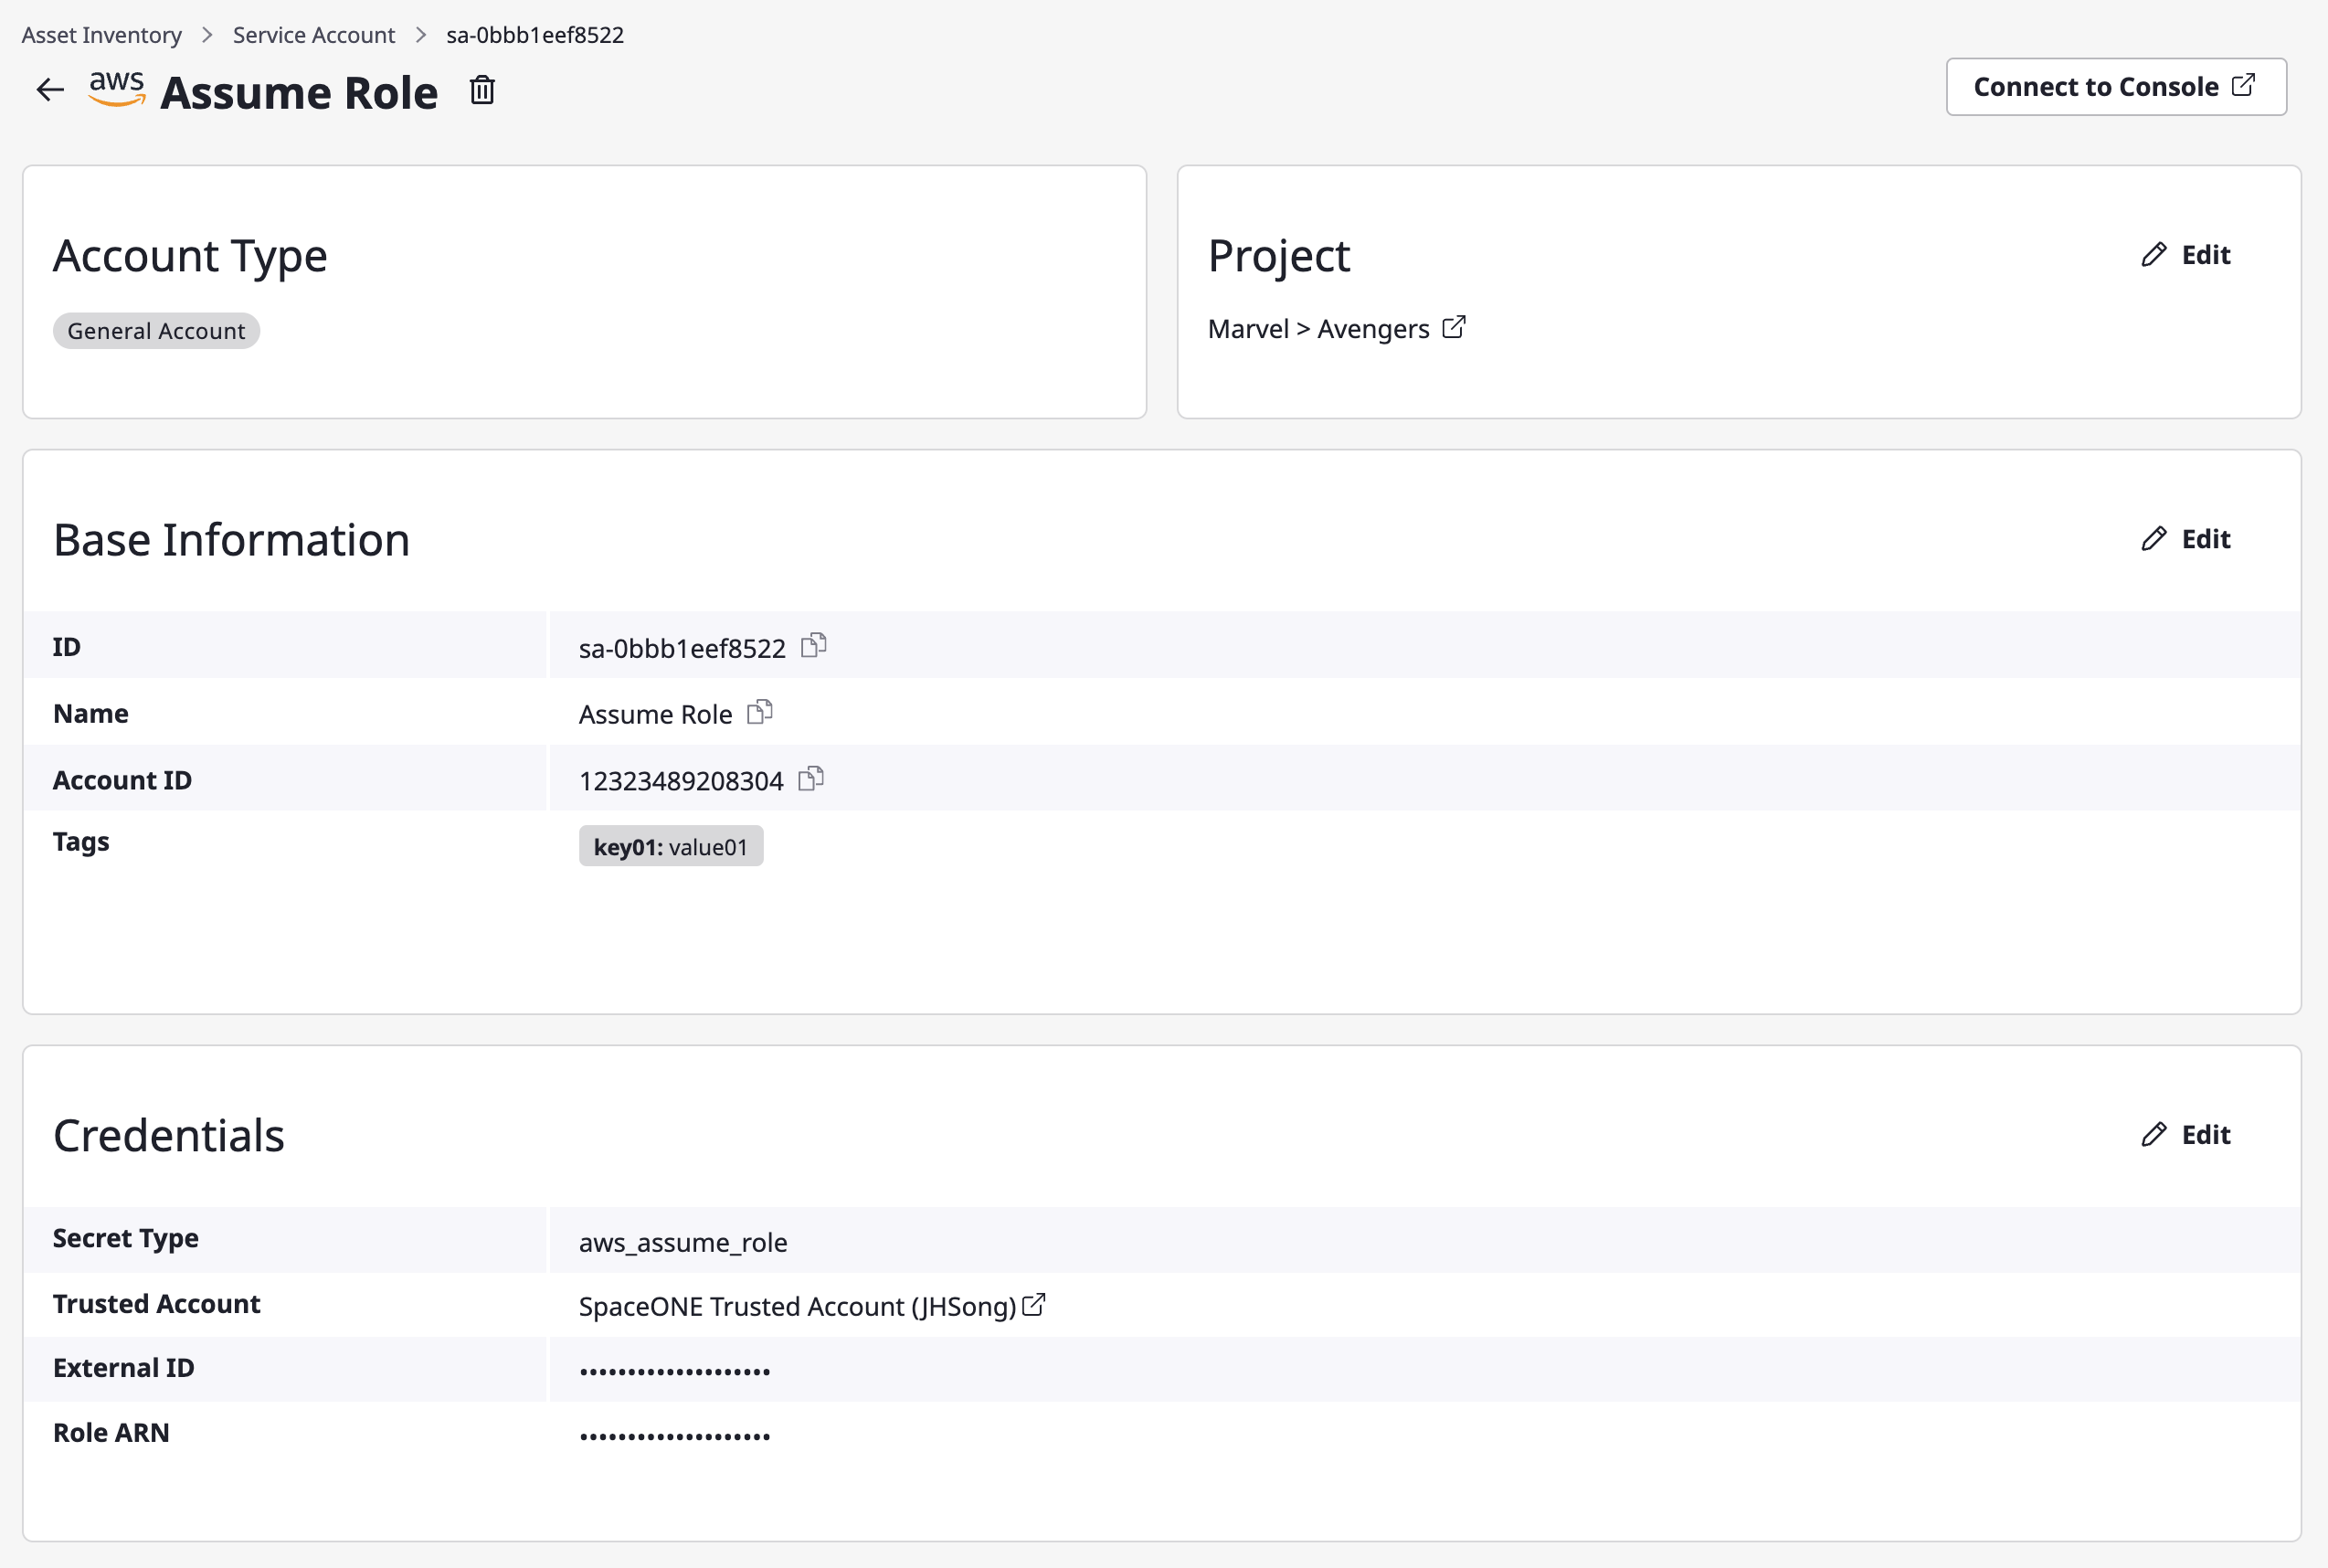 Asset Inventory > Service Account > sa-0bbb1eef8522
aws Assume Role
Connect to Console
Account Type
General Account
Project
Edit
Marvel > Avengers
Base Information
Edit
ID
sa-0bbb1eef8522
Name
Assume Role
Account ID
12323489208304
Tags
key01: value01
Credentials
Edit
Secret Type
aws_assume_role
Trusted Account
SpaceONE Trusted Account (JHSong)
External ID
••••••••••••••••••••
Role ARN
••••••••••••••••••••